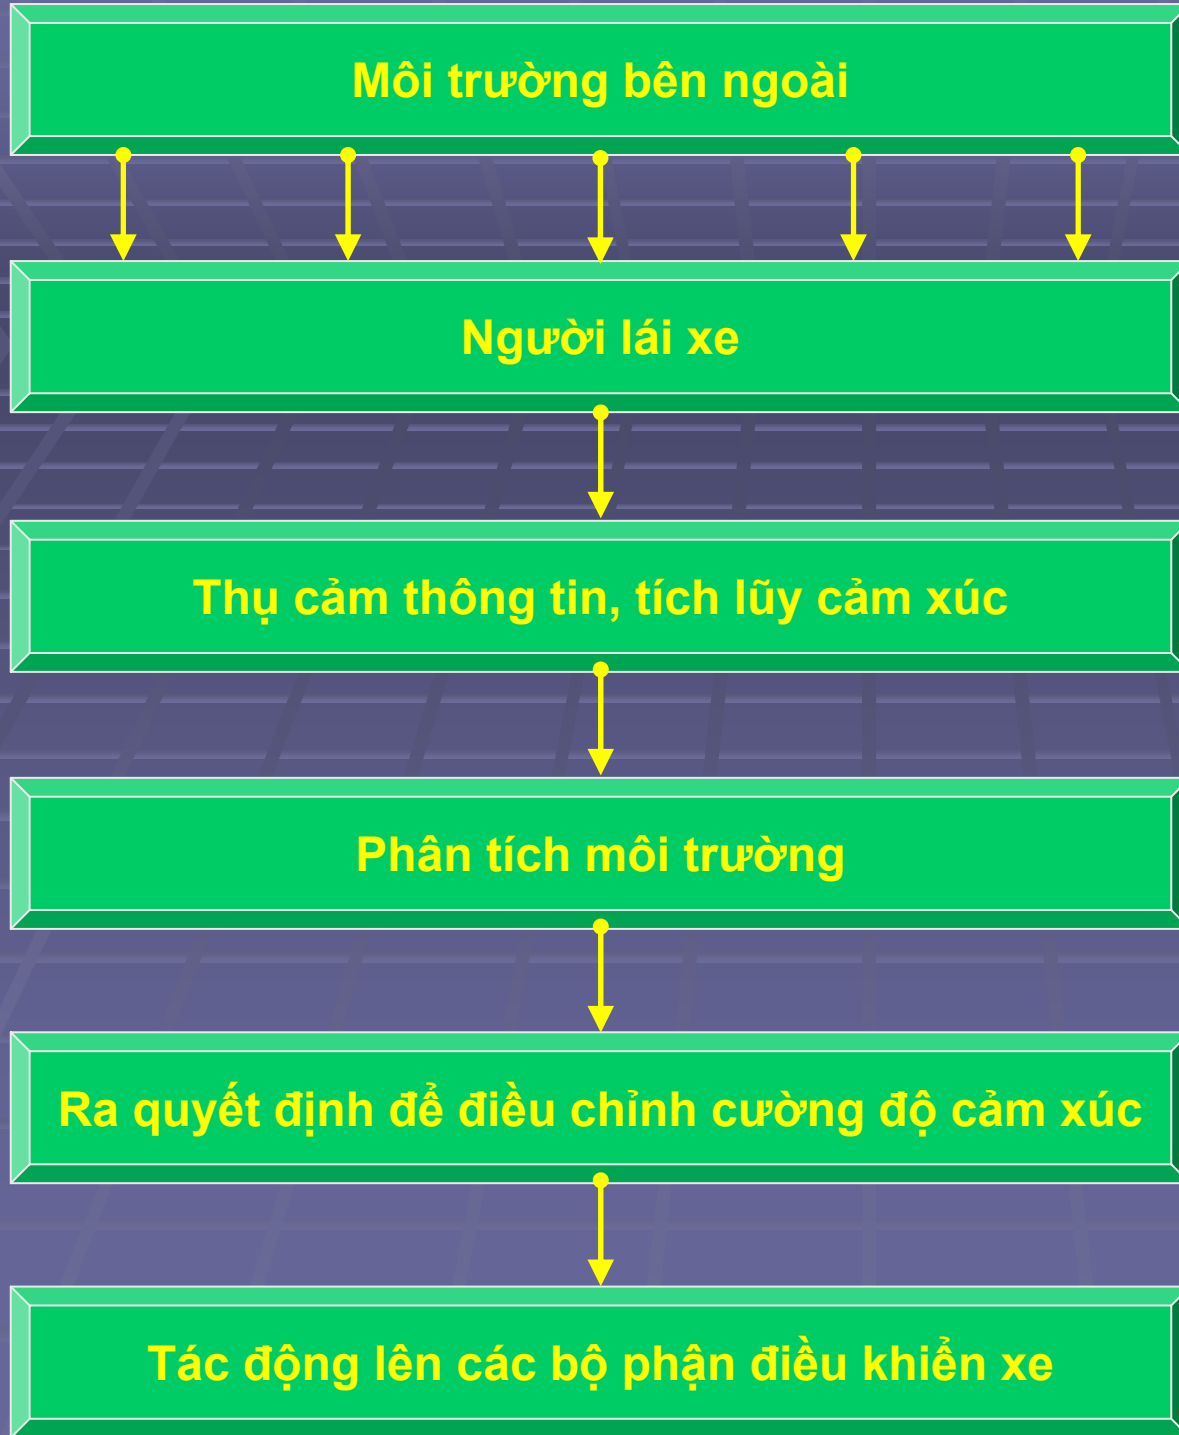 Môi trường bên ngoài
Người lái xe
Thụ cảm thông tin, tích lũy cảm xúc
Phân tích môi trường
Ra quyết định để điều chỉnh cường độ cảm xúc
Tác động lên các bộ phận điều khiển xe